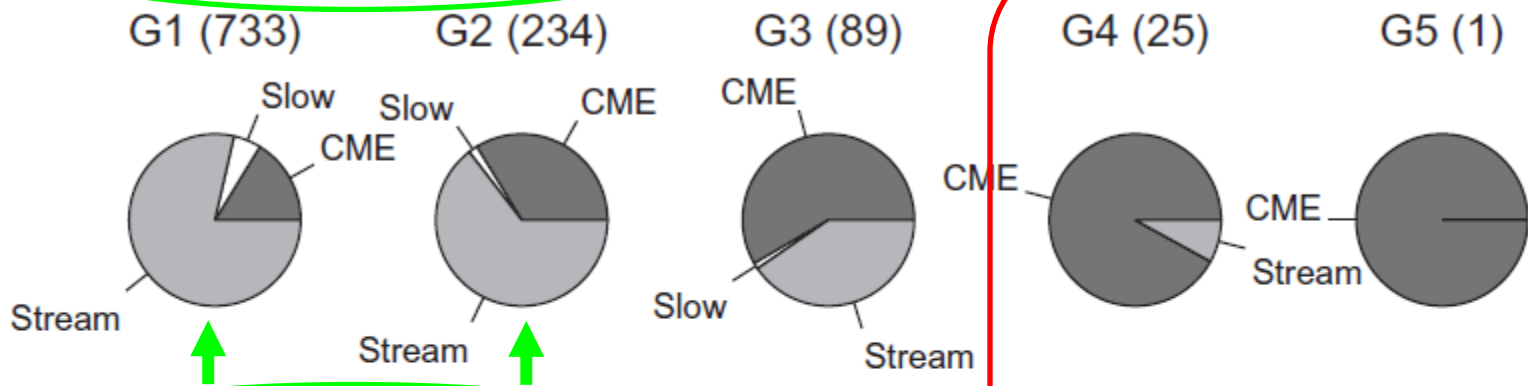 G1 (733)
G2 (234)
G3 (89)
G4 (25)
G5 (1)
Slow
CME
Stream
Slow
CME
Stream
CME
Slow
Stream
CME
Stream
CME